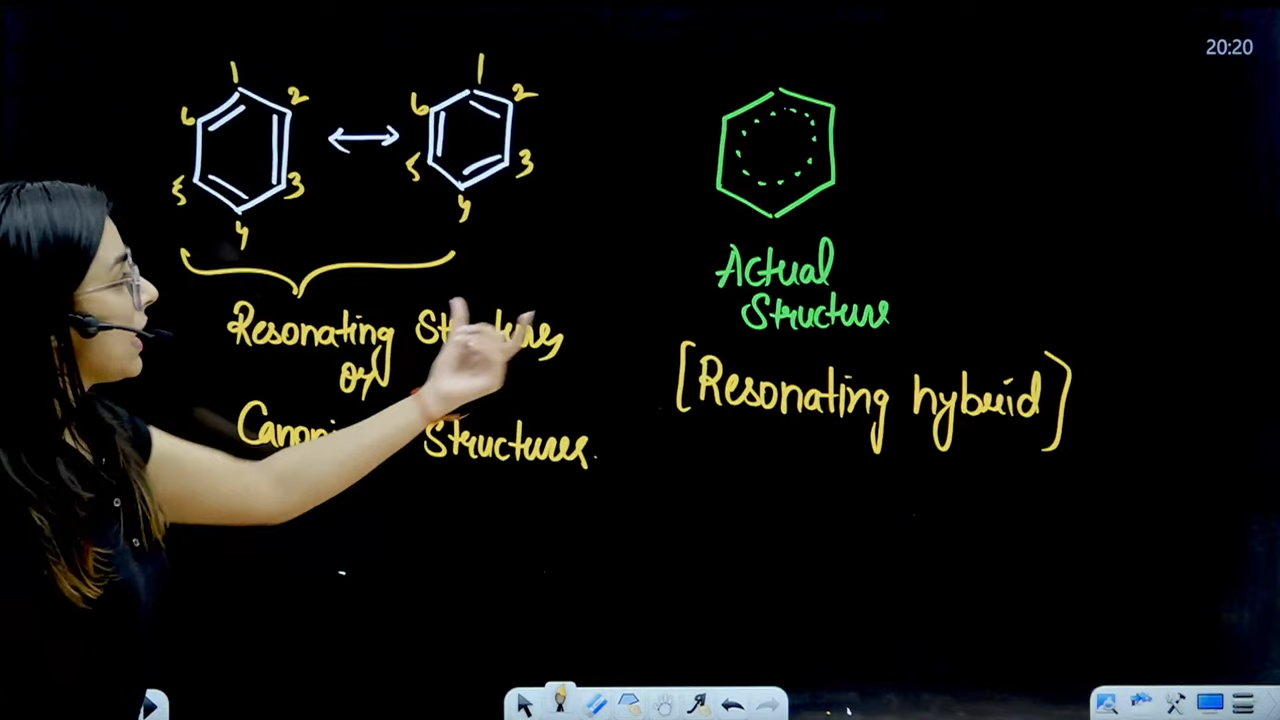 20:20
1
2
3
4
5
6
1
2
3
4
5
6
Resonating
or
Structures.
Actual
Structure
[Resonating hybrid]